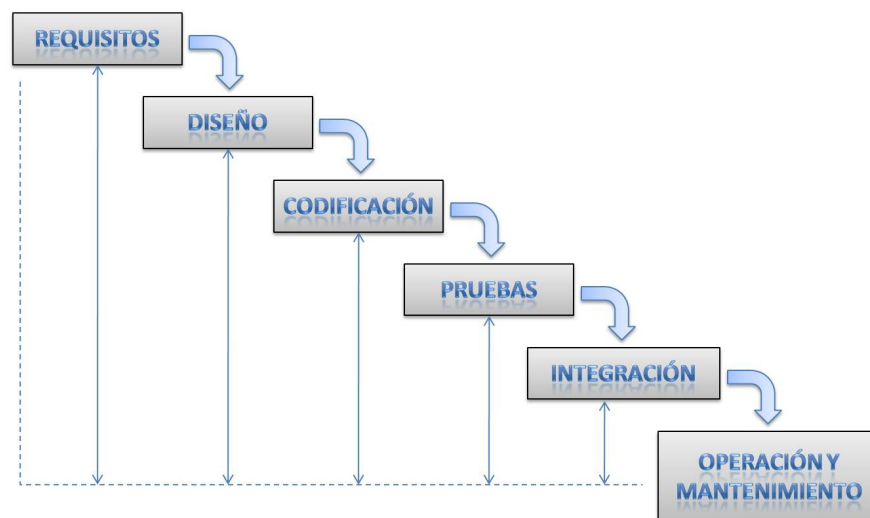 REQUISITOS
DISEÑO
CODIFICACIÓN
PRUEBAS
INTEGRACIÓN
OPERACIÓN Y
MANTENIMIENTO